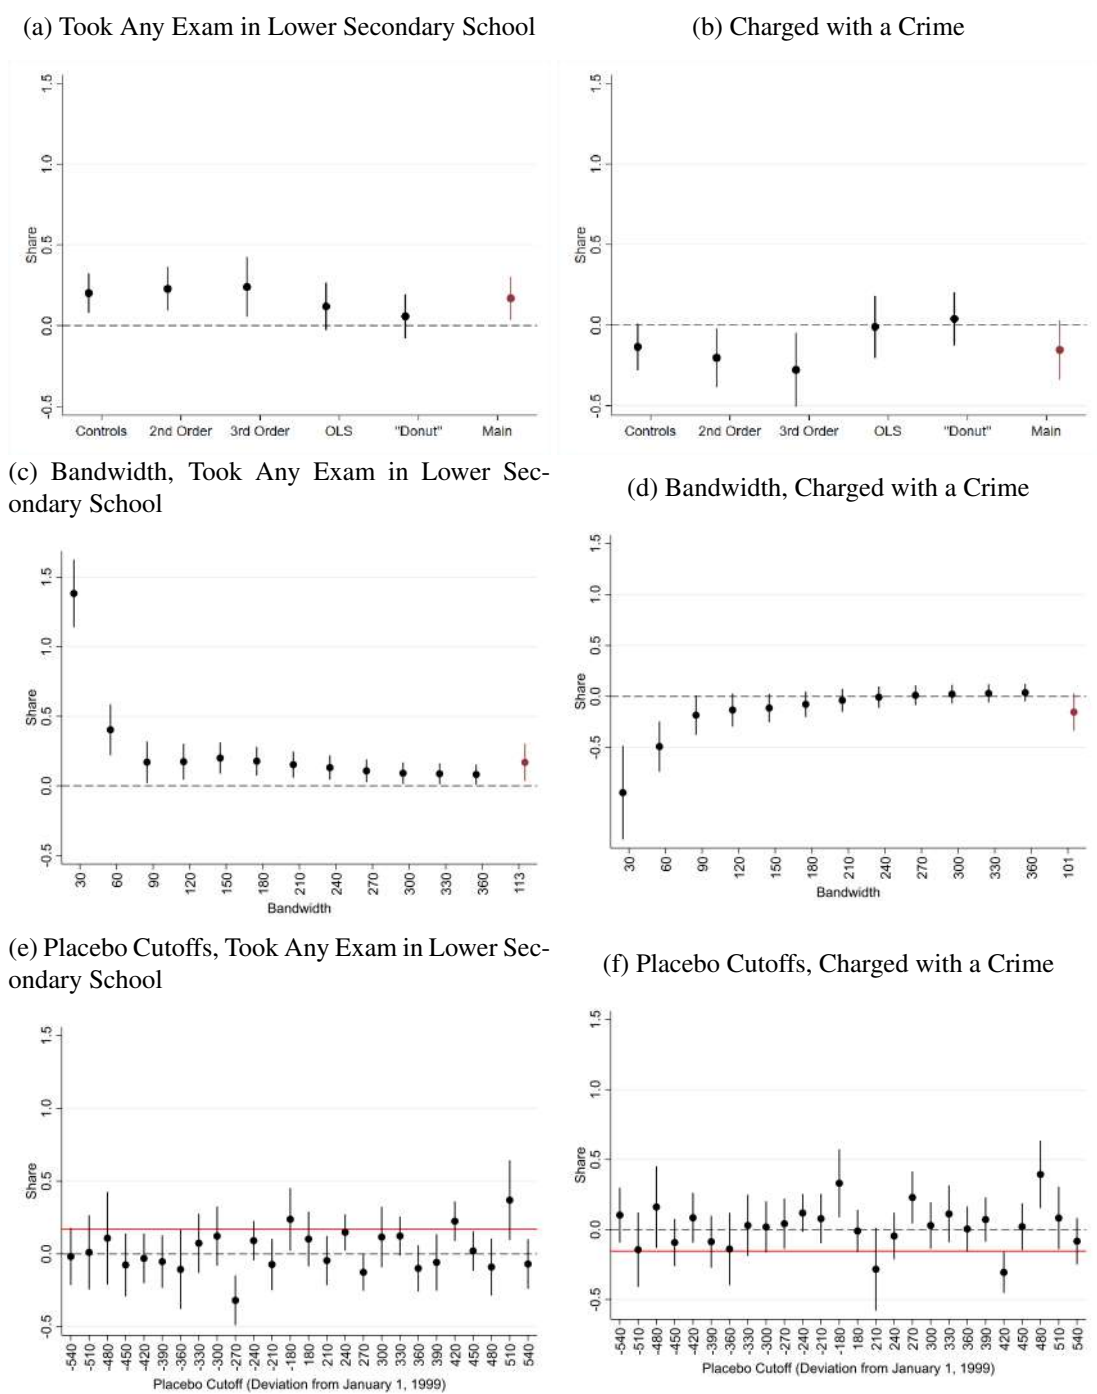 (a) Took Any Exam in Lower Secondary School
(b) Charged with a Crime
1.5
1.0
0.5
0.0
-0.5
Share
Controls 2nd Order 3rd Order OLS "Donut" Main
1.5
1.0
0.5
0.0
-0.5
Share
Controls 2nd Order 3rd Order OLS "Donut" Main
(c) Bandwidth, Took Any Exam in Lower Sec-
ondary School
(d) Bandwidth, Charged with a Crime
1.5
1.0
0.5
0.0
-0.5
Share
30 60 90 120 150 180 210 240 270 300 330 360 113
Bandwidth
1.5
1.0
0.5
0.0
-0.5
Share
30 60 90 120 150 180 210 240 270 300 330 360 101
Bandwidth
(e) Placebo Cutoffs, Took Any Exam in Lower Sec-
ondary School
(f) Placebo Cutoffs, Charged with a Crime
1.5
1.0
0.5
0.0
-0.5
Share
-540 -510 -480 -450 -420 -390 -360 -330 -300 -270 -240 -210 -180 180 210 240 270 300 330 360 390 420 450 480 510 540
Placebo Cutoff (Deviation from January 1, 1999)
1.5
1.0
0.5
0.0
-0.5
Share
-540 -510 -480 -450 -420 -390 -360 -330 -300 -270 -240 -210 -180 180 210 240 270 300 330 360 390 420 450 480 510 540
Placebo Cutoff (Deviation from January 1, 1999)